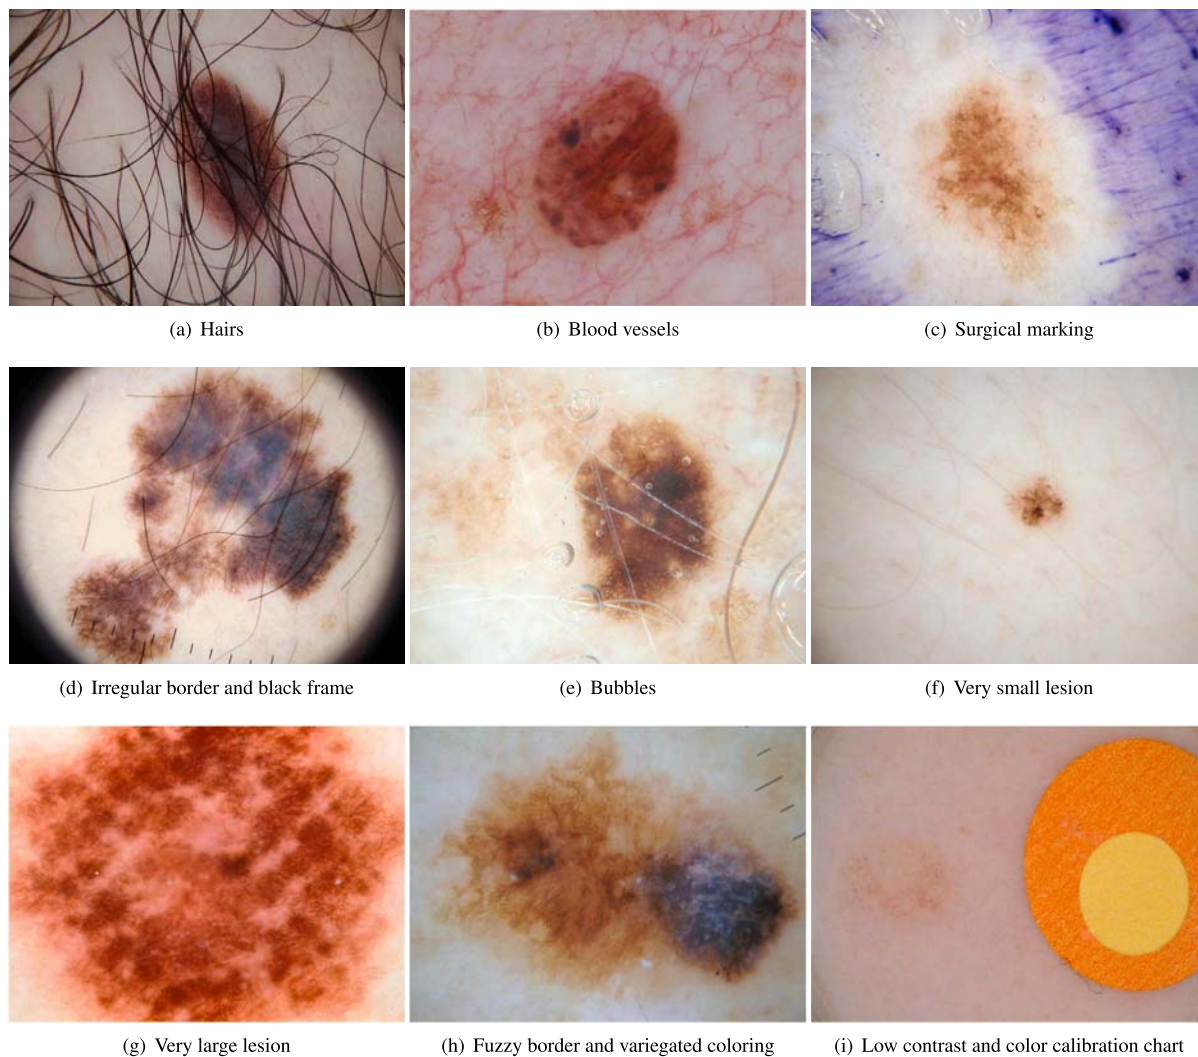 (a) Hairs
(b) Blood vessels
(c) Surgical marking
(d) Irregular border and black frame
(e) Bubbles
(f) Very small lesion
(g) Very large lesion
(h) Fuzzy border and variegated coloring
(i) Low contrast and color calibration chart